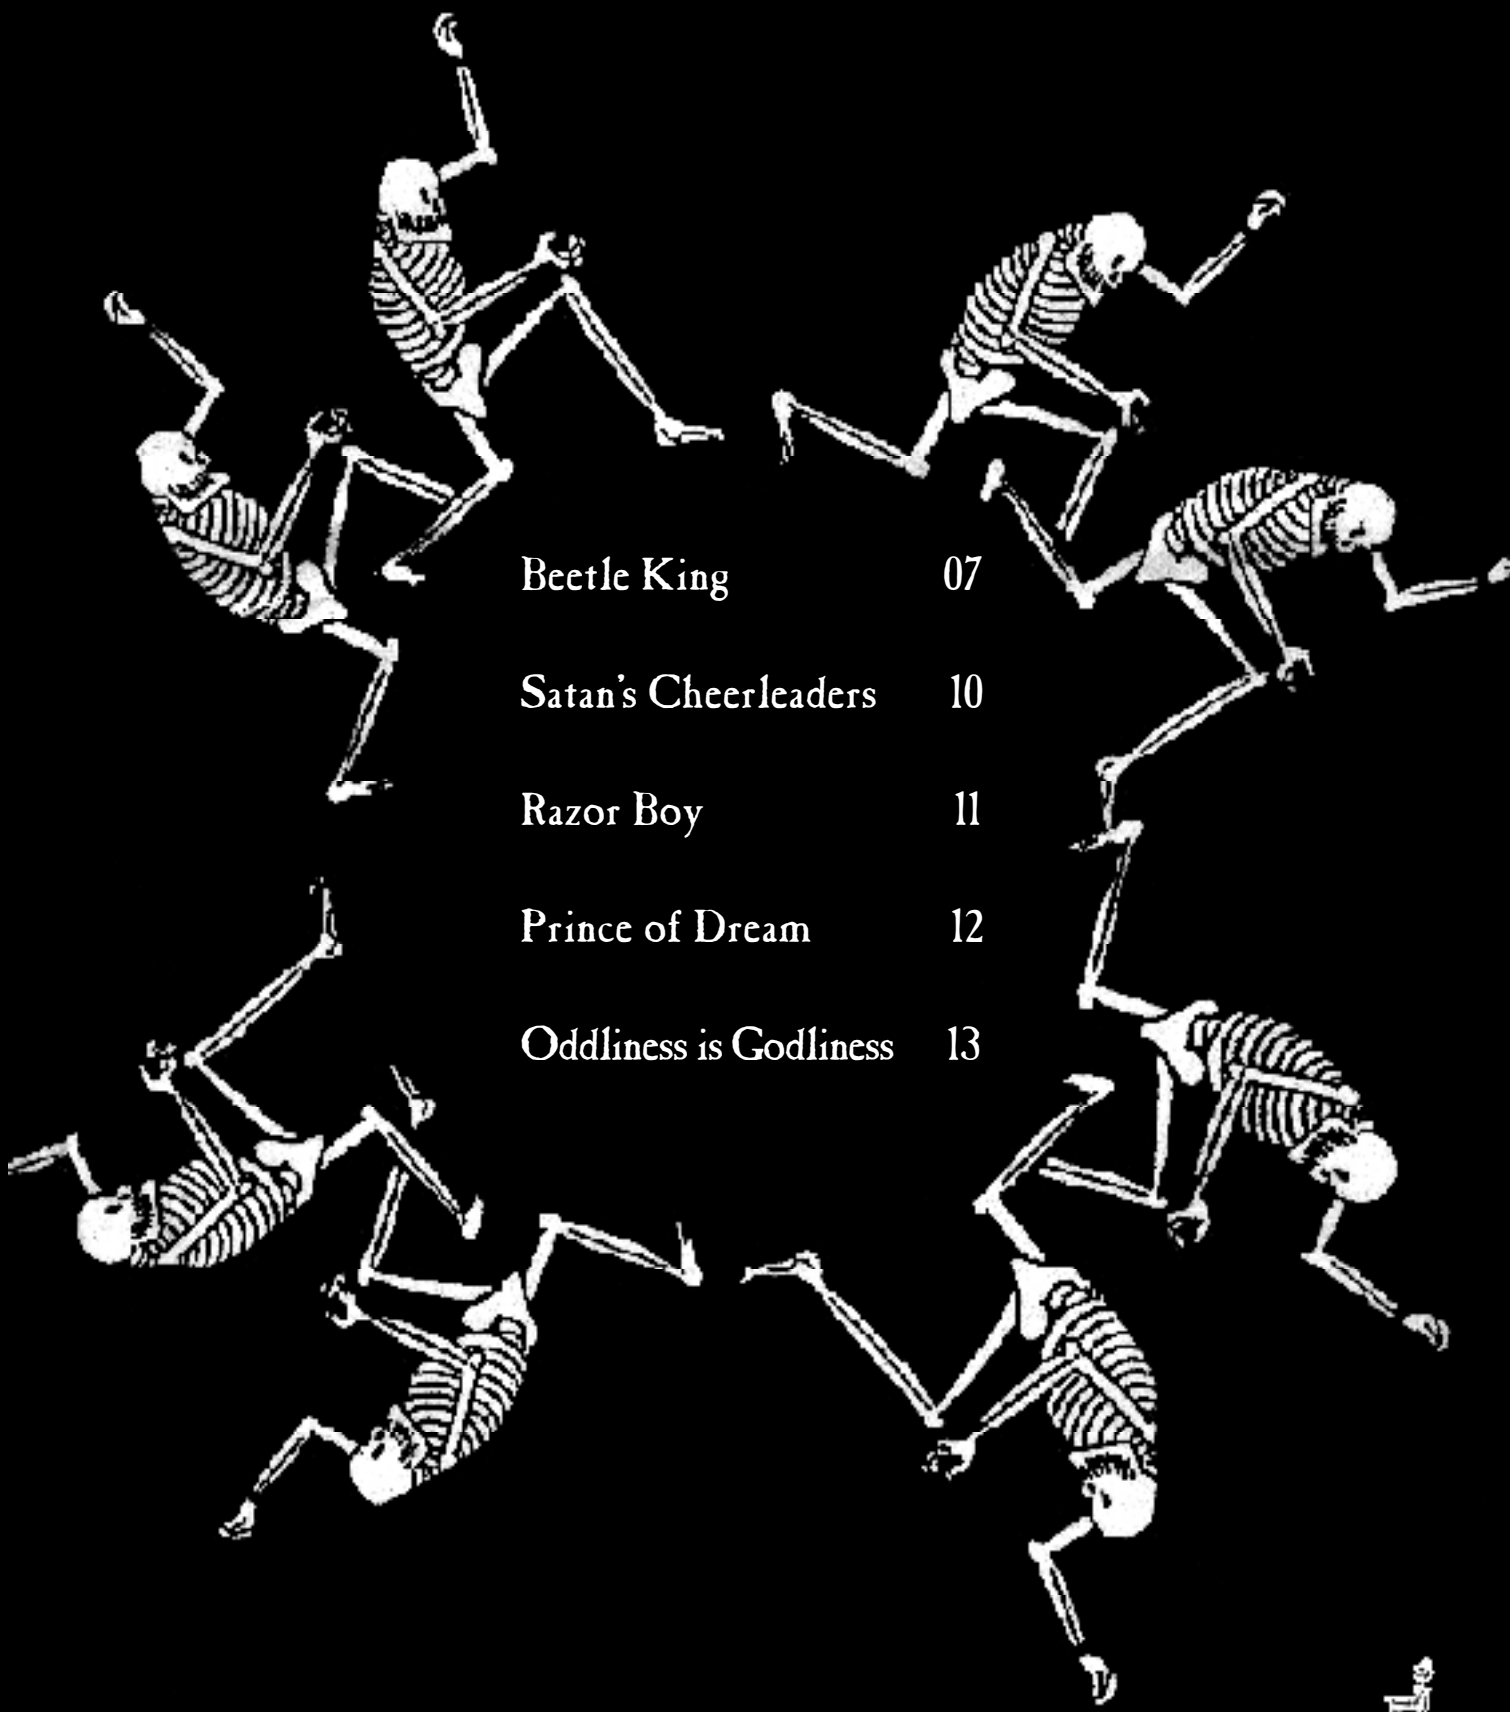 Beetle King 07
Satan's Cheerleaders 10
Razor Boy 11
Prince of Dream 12
Oddliness is Godliness 13